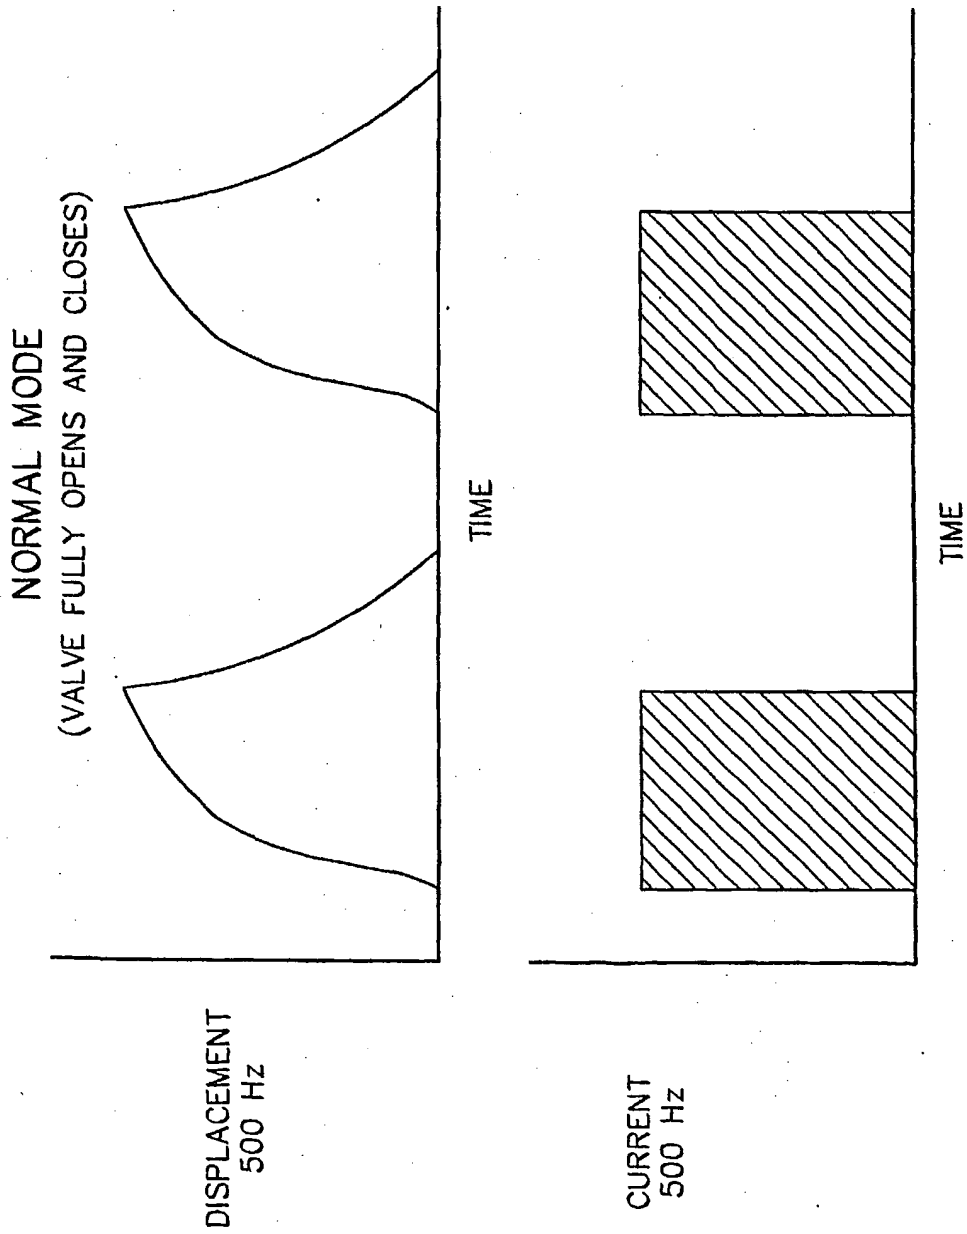 NORMAL MODE
(VALVE FULLY OPENS AND CLOSES)
DISPLACEMENT
500 Hz
TIME
CURRENT
500 Hz
TIME